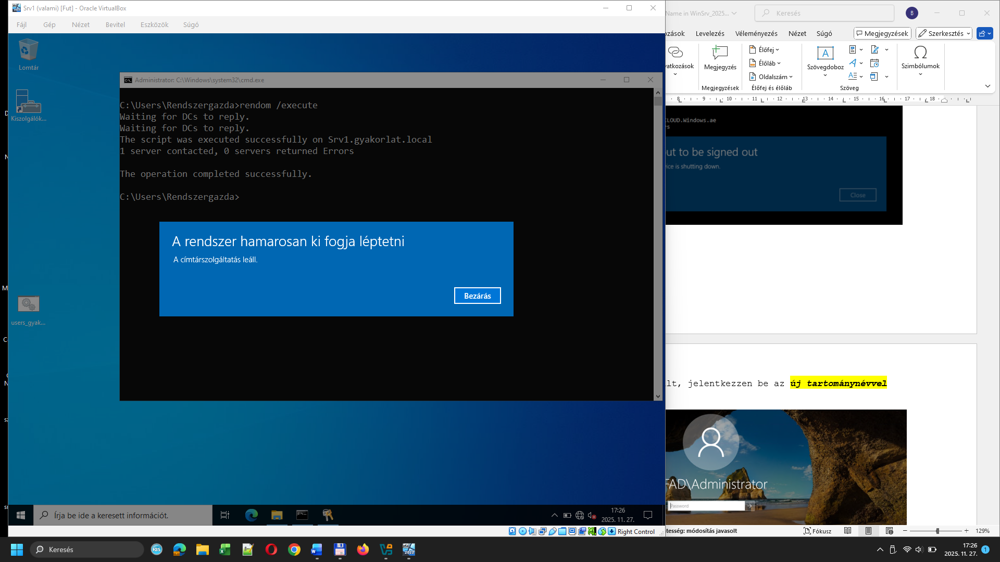 Srv1 (valami) [Fut] - Oracle VirtualBox
Fájl Gép Nézet Bevitel Eszközök Súgó
Lomtár
Kiszolgálók...
users_gyak...
Administrator: C:\Windows\system32\cmd.exe
C:\Users\Rendszergazda>rendom /execute
Waiting for DCs to reply.
Waiting for DCs to reply.
The script was executed successfully on Srv1.gyakorlat.local
1 server contacted, 0 servers returned Errors
The operation completed successfully.
C:\Users\Rendszergazda>
A rendszer hamarosan ki fogja léptetni
A címtárszolgáltatás leáll.
Bezárás
Írja be ide a keresett információt.
17:26
2025. 11. 27.
Right Control
Name in WinSrv_2025...
Keresés
B
ozások Levelezés Véleményezés Nézet Súgó
Megjegyzések Szerkesztés
vatkozások
Megjegyzés
Megjegyzések
Élőfej
Élőláb
Oldalszám
Élőfej és élőláb
Szövegdoboz
Szöveg
Szimbólumok
8 9 10 11 12 13 14 15 16 17 18
CLOUD.Windows.ae
rs
out to be signed out
vice is shutting down.
Close
lt, jelentkezzen be az új tartománynévvel
FAD\Administrator
Password
tesség: módosítás javasolt
Fókusz
129%
Keresés
17:26
2025. 11. 27.
1